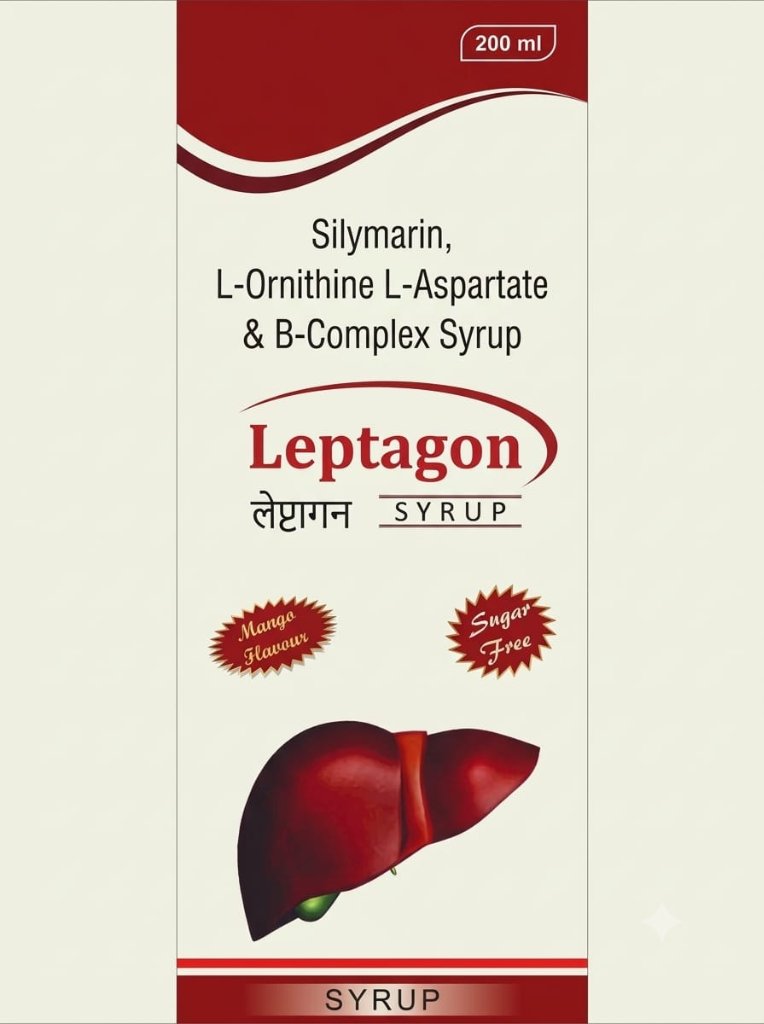 200 ml
Silymarin,
L-Ornithine L-Aspartate
& B-Complex Syrup
Leptagon
लेप्टागन SYRUP
Mango
Flavour
Sugar
Free
SYRUP